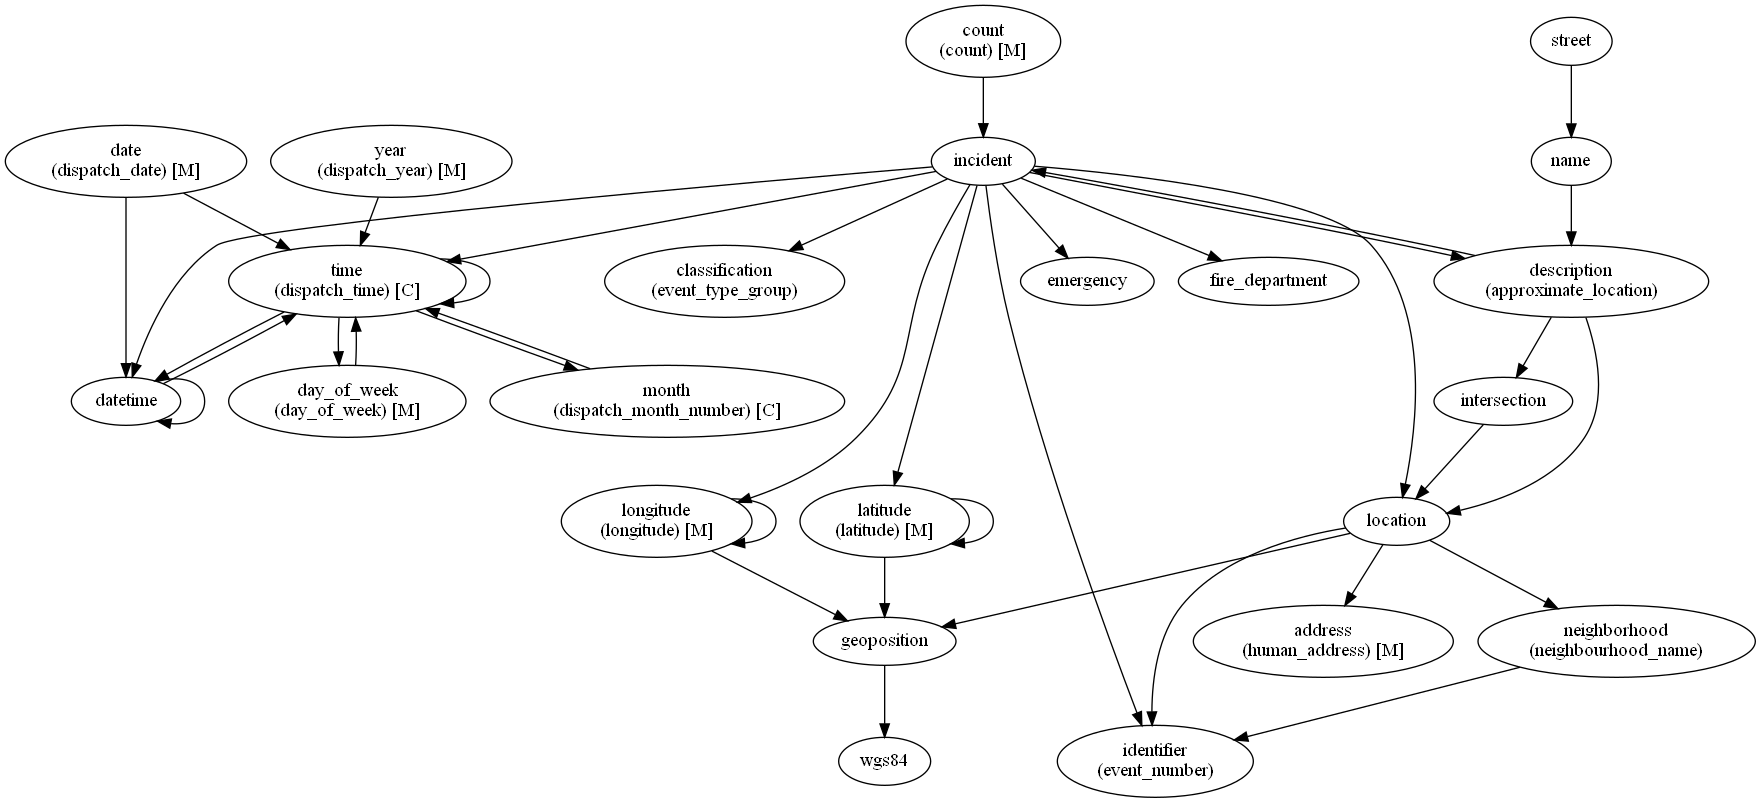 count
(count) [M]
street
date
(dispatch_date) [M]
year
(dispatch_year) [M]
incident
name
time
(dispatch_time) [C]
classification
(event_type_group)
emergency
fire_department
description
(approximate_location)
datetime
day_of_week
(day_of_week) [M]
month
(dispatch_month_number) [C]
intersection
longitude
(longitude) [M]
latitude
(latitude) [M]
location
geoposition
address
(human_address) [M]
neighborhood
(neighbourhood_name)
wgs84
identifier
(event_number)